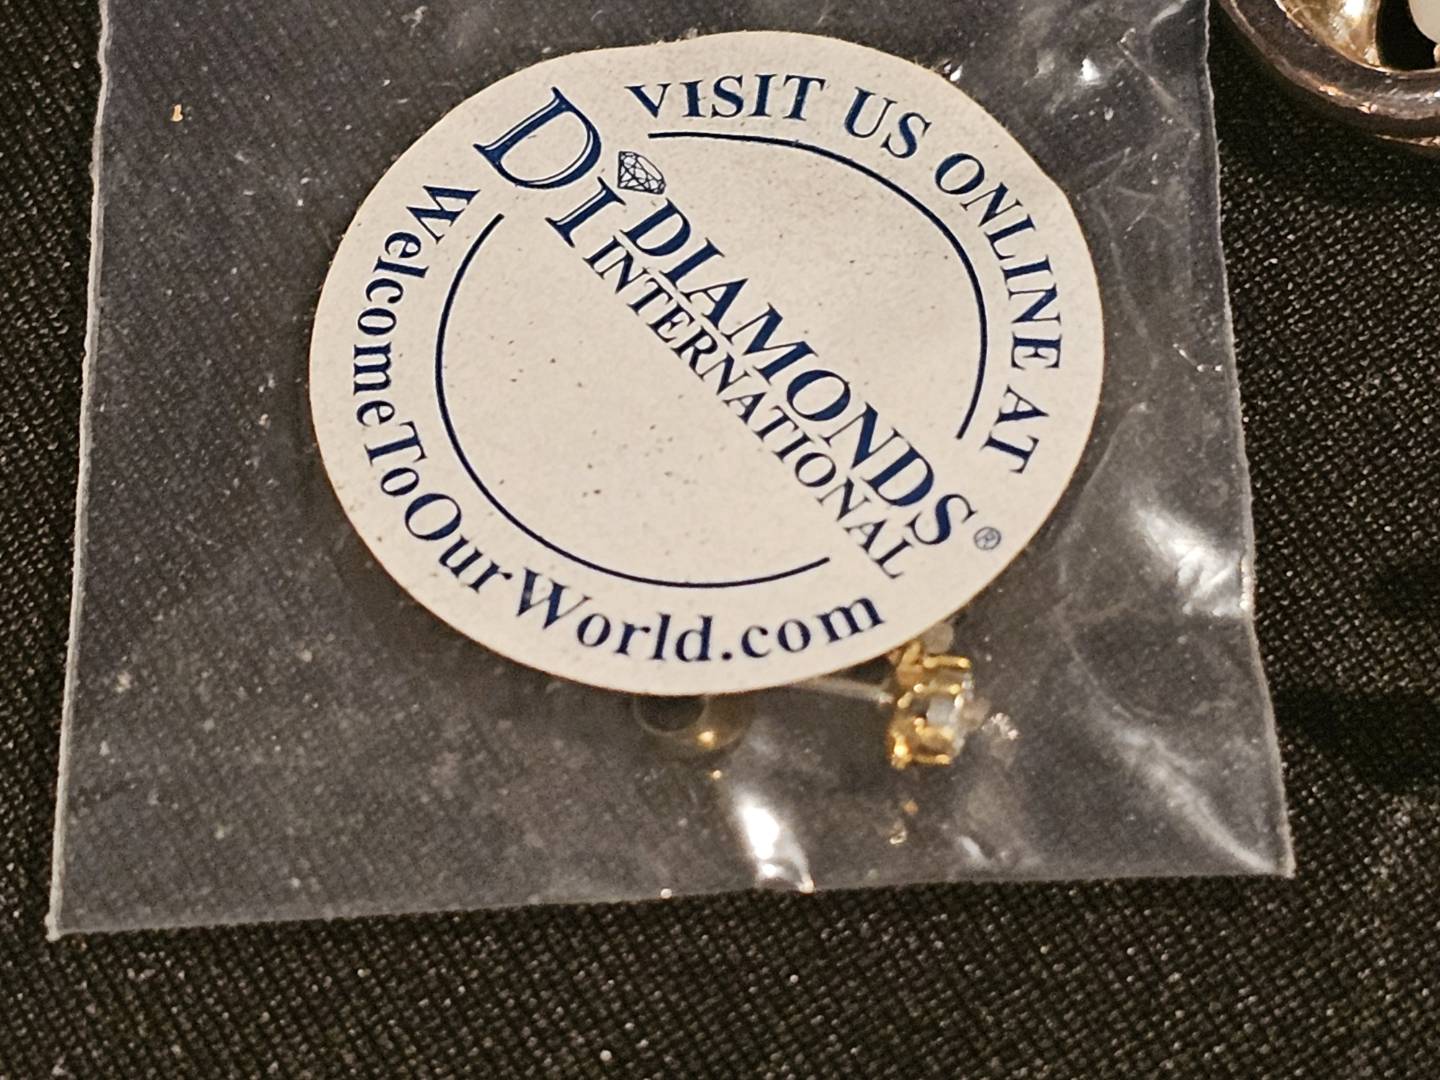 VISIT US ONLINE AT
DI DIAMONDS®
INTERNATIONAL
WelcomeToOurWorld.com